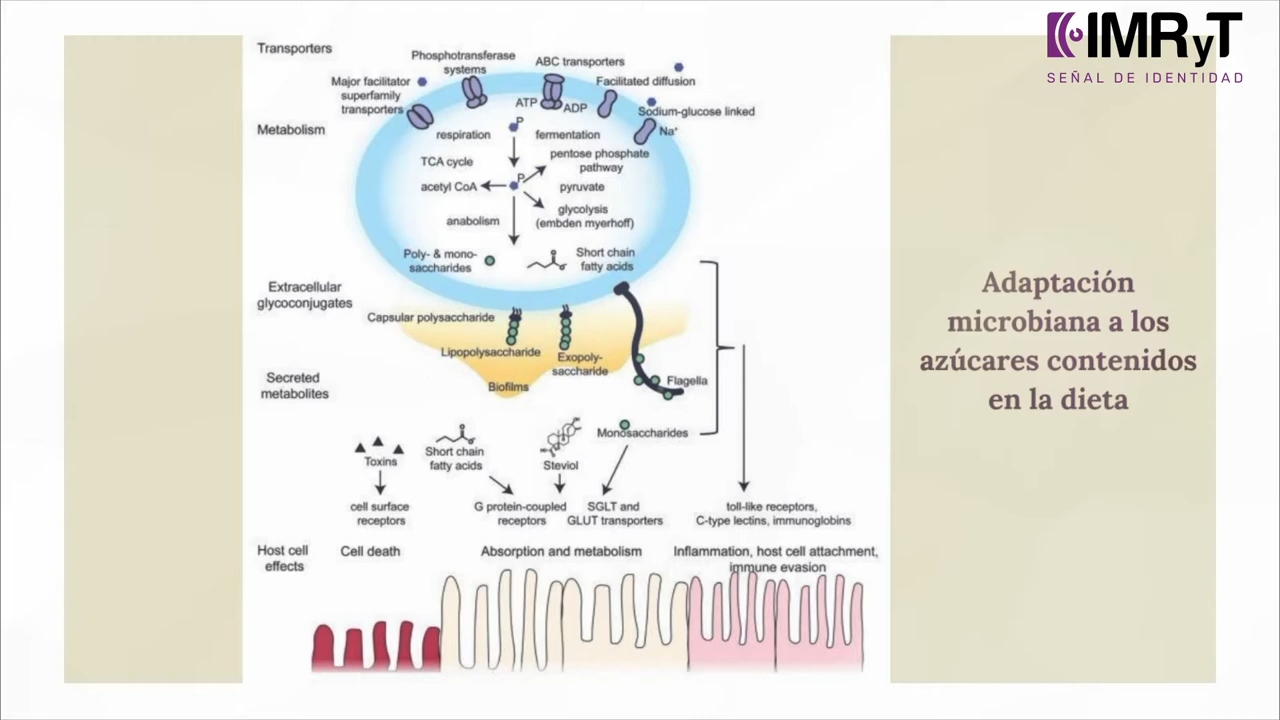 IMRyT
SEÑAL DE IDENTIDAD
Transporters
Phosphotransferase
systems
ABC transporters
Major facilitator
superfamily
transporters
Facilitated diffusion
ATP
ADP
Sodium-glucose linked
Na⁺
Metabolism
P
respiration
fermentation
TCA cycle
pentose phosphate
pathway
P
acetyl CoA
pyruvate
glycolysis
(embden myerhoff)
anabolism
Poly- & mono-
saccharides
Short chain
fatty acids
Extracellular
glycoconjugates
Capsular polysaccharide
Lipopolysaccharide
Exopoly-
saccharide
Biofilms
Flagella
Secreted
metabolites
Toxins
Short chain
fatty acids
Steviol
Monosaccharides
cell surface
receptors
G protein-coupled
receptors
SGLT and
GLUT transporters
toll-like receptors,
C-type lectins, immunoglobins
Host cell
effects
Cell death
Absorption and metabolism
Inflammation, host cell attachment,
immune evasion
Adaptación
microbiana a los
azúcares contenidos
en la dieta